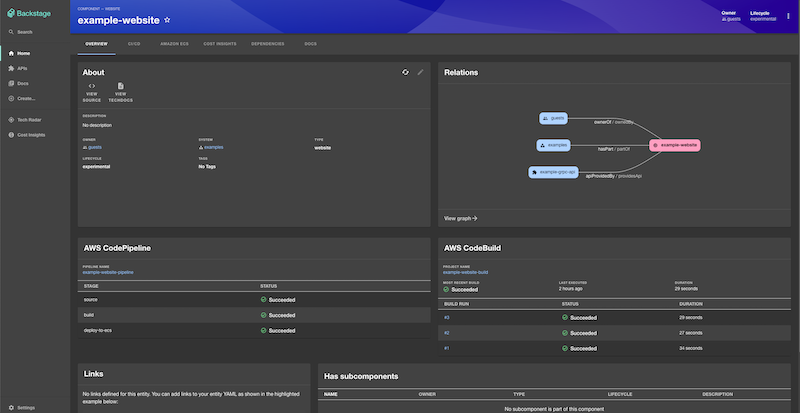 Backstage
Search
Home
APIs
Docs
Create...
Tech Radar
Cost Insights
Settings
COMPONENT — WEBSITE
example-website
Owner
guests
Lifecycle
experimental
OVERVIEW CI/CD AMAZON ECS COST INSIGHTS DEPENDENCIES DOCS
About
VIEW SOURCE
VIEW TECHDOCS
DESCRIPTION
No description
OWNER SYSTEM TYPE
guests examples website
LIFECYCLE TAGS
experimental No Tags
Relations
guests
ownerOf / ownedBy
examples
hasPart / partOf
example-website
example-grpc-api
apiProvidedBy / providesApi
View graph
AWS CodePipeline
PIPELINE NAME
example-website-pipeline
STAGE STATUS
source Succeeded
build Succeeded
deploy-to-ecs Succeeded
AWS CodeBuild
PROJECT NAME
example-website-build
MOST RECENT BUILD LAST EXECUTED DURATION
Succeeded 2 hours ago 29 seconds
BUILD RUN STATUS DURATION
#3 Succeeded 29 seconds
#2 Succeeded 27 seconds
#1 Succeeded 34 seconds
Links
No links defined for this entity. You can add links to your entity YAML as shown in the highlighted
example below:
Has subcomponents
NAME OWNER TYPE LIFECYCLE DESCRIPTION
No subcomponent is part of this component